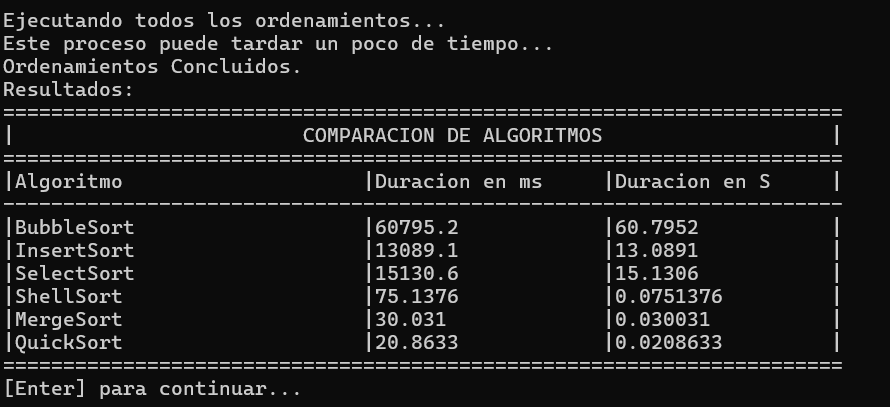 Ejecutando todos los ordenamientos...
Este proceso puede tardar un poco de tiempo...
Ordenamientos Concluidos.
Resultados:
======================================================================
|                        COMPARACION DE ALGORITMOS                   |
======================================================================
|Algoritmo                    |Duracion en ms     |Duracion en S     |
----------------------------------------------------------------------
|BubbleSort                   |60795.2            |60.7952           |
|InsertSort                   |13089.1            |13.0891           |
|SelectSort                   |15130.6            |15.1306           |
|ShellSort                    |75.1376            |0.0751376         |
|MergeSort                    |30.031             |0.030031          |
|QuickSort                    |20.8633            |0.0208633         |
======================================================================
[Enter] para continuar...